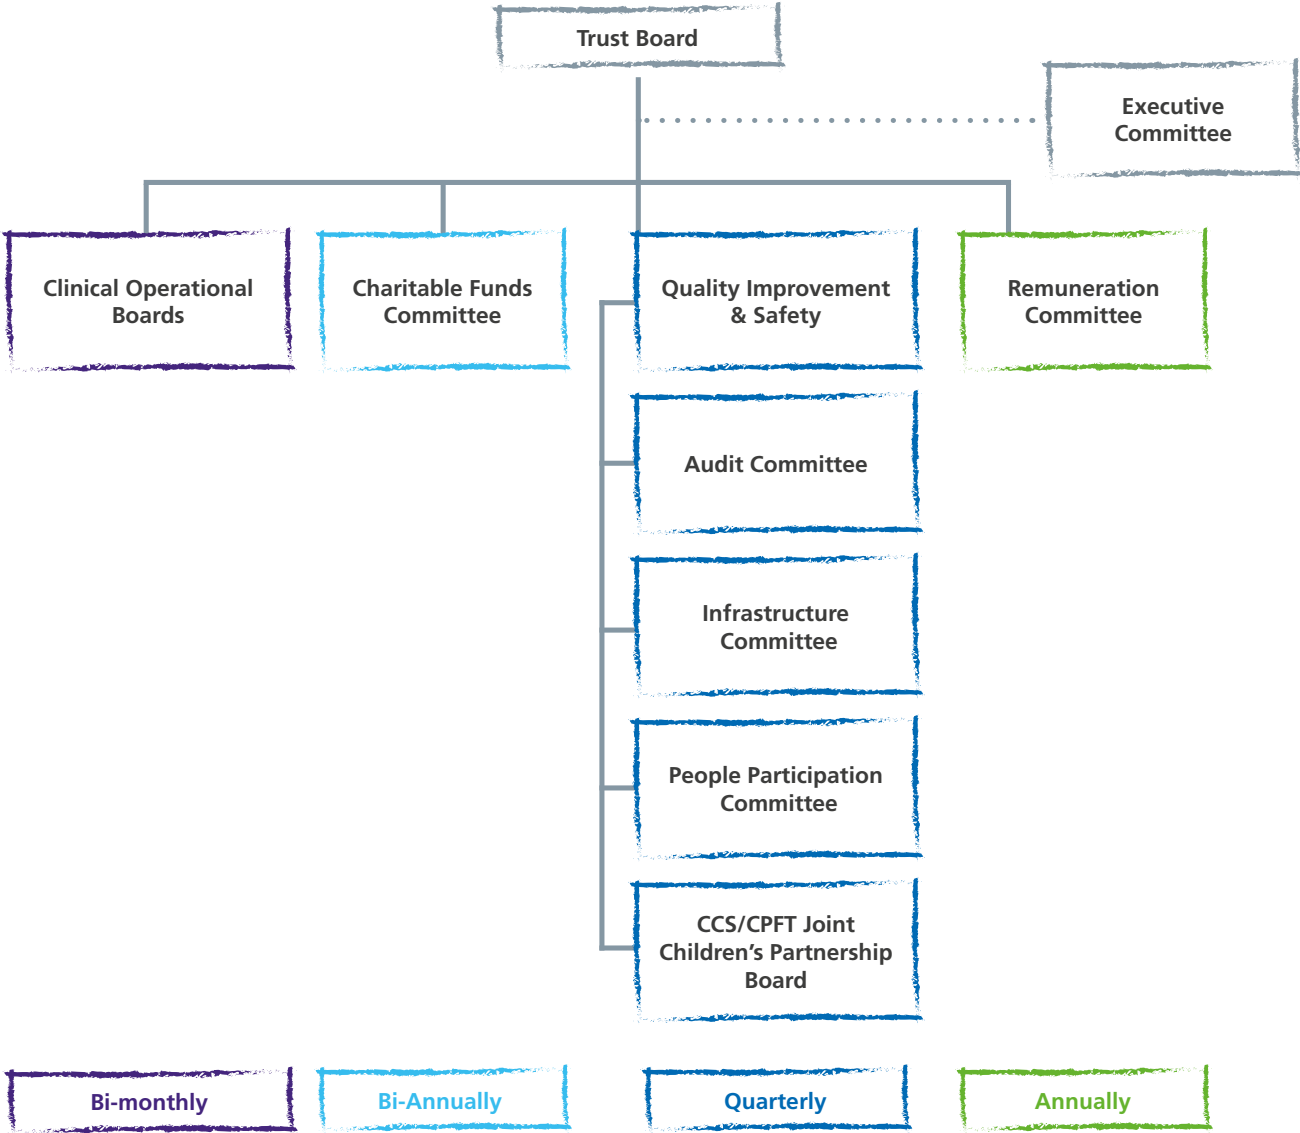 Trust Board
Executive
Committee
Clinical Operational
Boards
Charitable Funds
Committee
Quality Improvement
& Safety
Remuneration
Committee
Audit Committee
Infrastructure
Committee
People Participation
Committee
CCS/CPFT Joint
Children’s Partnership
Board
Bi-monthly
Bi-Annually
Quarterly
Annually